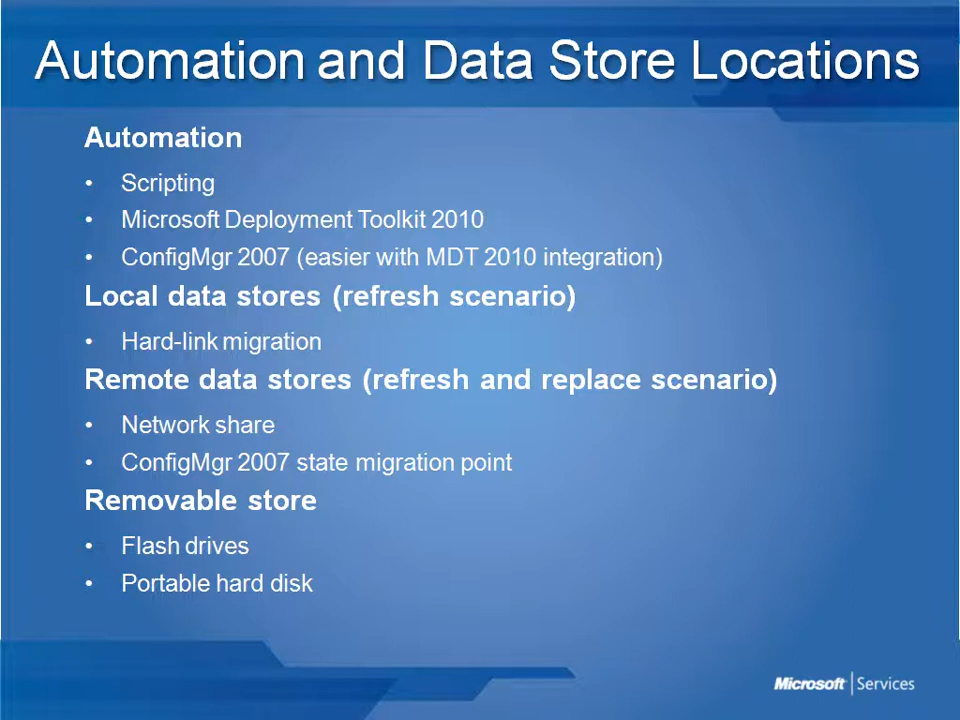 Automation and Data Store Locations
Automation
• Scripting
• Microsoft Deployment Toolkit 2010
• ConfigMgr 2007 (easier with MDT 2010 integration)
Local data stores (refresh scenario)
• Hard-link migration
Remote data stores (refresh and replace scenario)
• Network share
• ConfigMgr 2007 state migration point
Removable store
• Flash drives
• Portable hard disk
Microsoft | Services